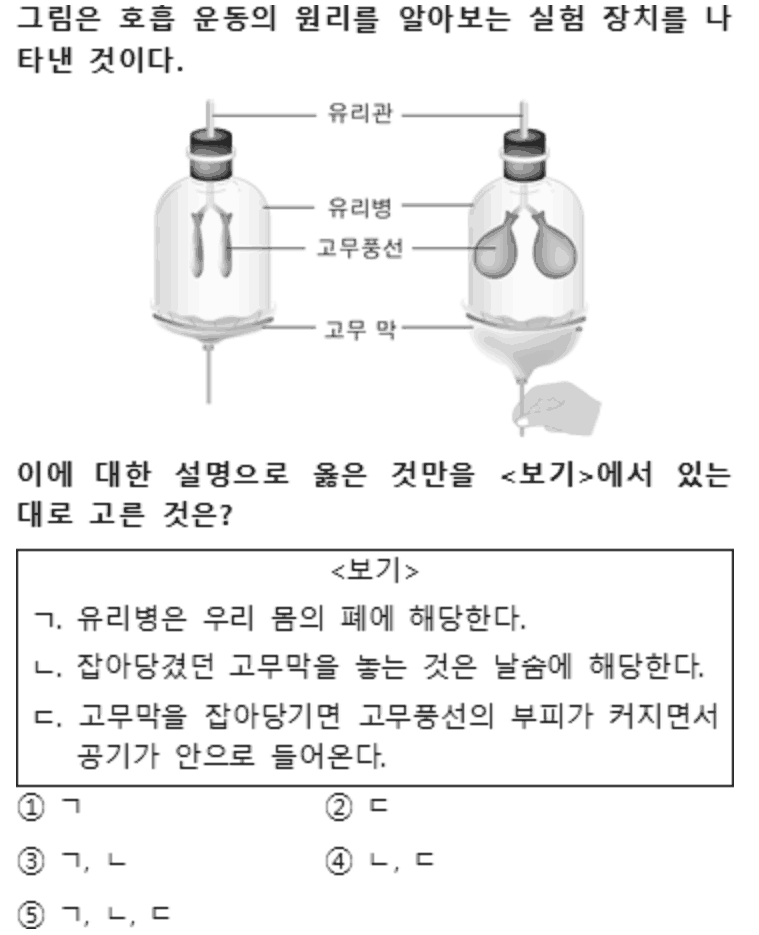 그림은 호흡 운동의 원리를 알아보는 실험 장치를 나
타낸 것이다.
유리관
유리병
고무풍선
고무 막
이에 대한 설명으로 옳은 것만을 <보기>에서 있는
대로 고른 것은?
<보기>
ㄱ. 유리병은 우리 몸의 폐에 해당한다.
ㄴ. 잡아당겼던 고무막을 놓는 것은 날숨에 해당한다.
ㄷ. 고무막을 잡아당기면 고무풍선의 부피가 커지면서
공기가 안으로 들어온다.
① ㄱ ② ㄷ
③ ㄱ, ㄴ ④ ㄴ, ㄷ
⑤ ㄱ, ㄴ, ㄷ